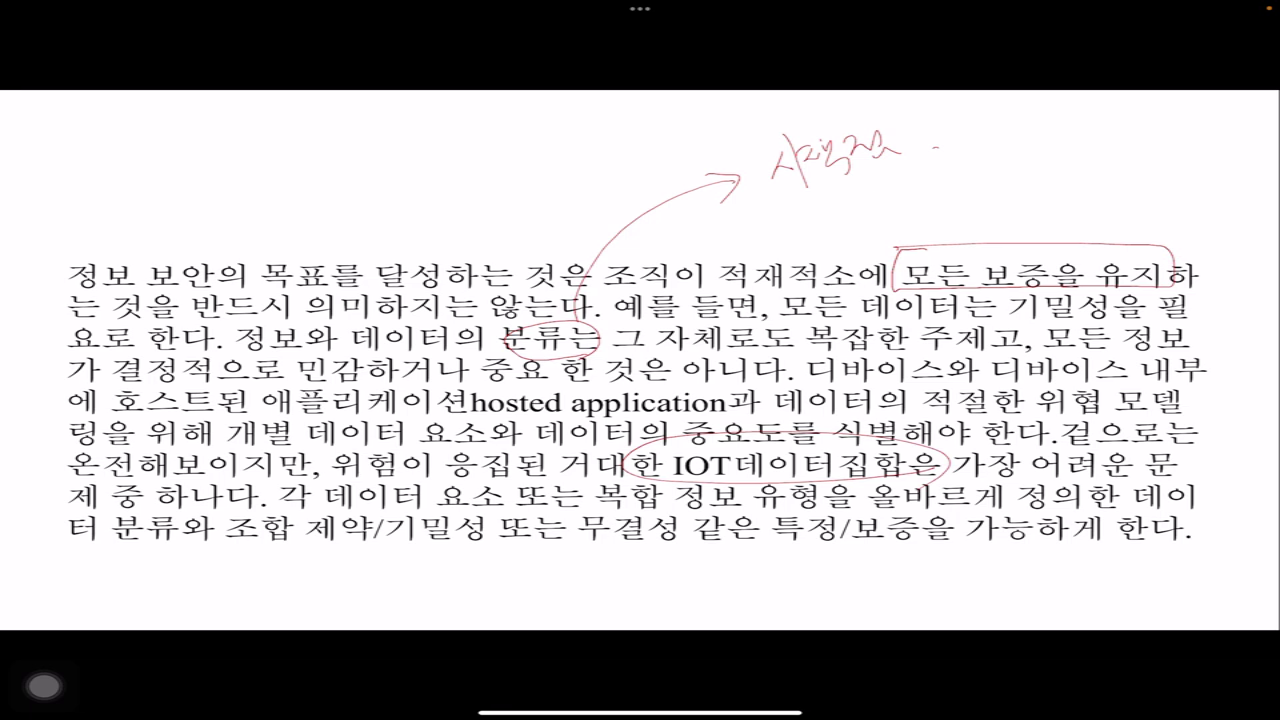 정보 보안의 목표를 달성하는 것은 조직이 적재적소에 모든 보증을 유지하
는 것을 반드시 의미하지는 않는다. 예를 들면, 모든 데이터는 기밀성을 필
요로 한다. 정보와 데이터의 분류는 그 자체로도 복잡한 주제고, 모든 정보
가 결정적으로 민감하거나 중요 한 것은 아니다. 디바이스와 디바이스 내부
에 호스트된 애플리케이션hosted application과 데이터의 적절한 위협 모델
링을 위해 개별 데이터 요소와 데이터의 중요도를 식별해야 한다.겉으로는
온전해보이지만, 위험이 응집된 거대한 IOT데이터집합은 가장 어려운 문
제 중 하나다. 각 데이터 요소 또는 복합 정보 유형을 올바르게 정의한 데이
터 분류와 조합 제약/기밀성 또는 무결성 같은 특정/보증을 가능하게 한다.